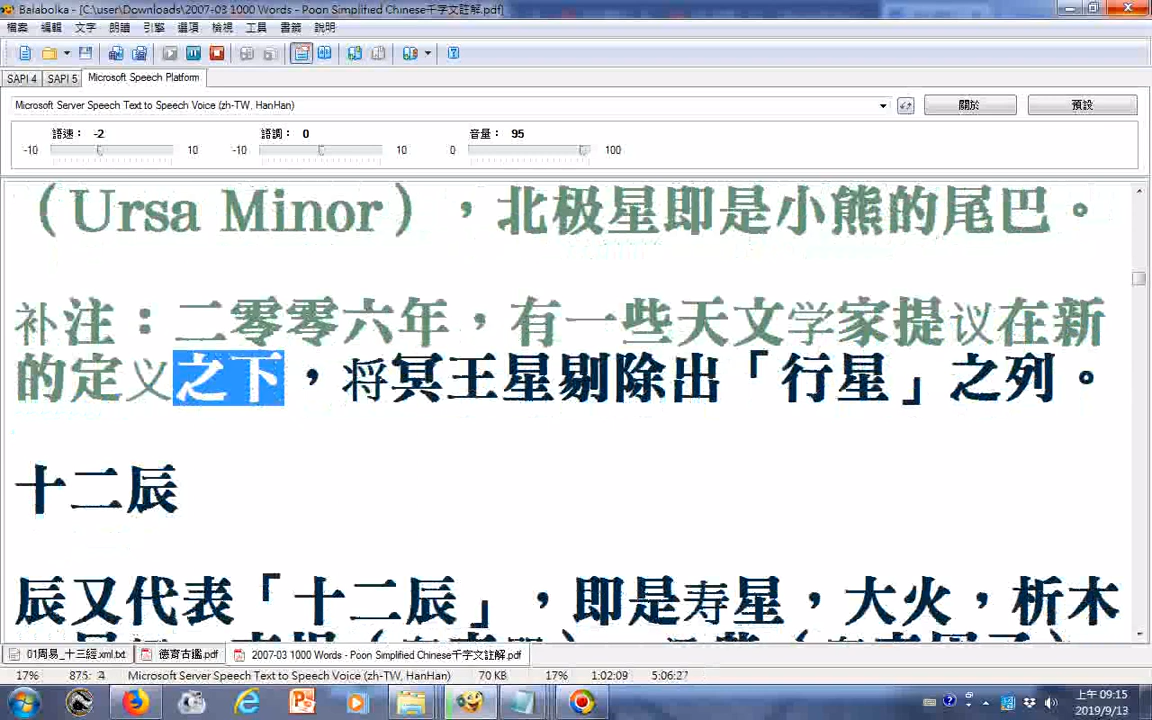 Balabolka - [C:\user\Downloads\2007-03 1000 Words - Poon Simplified Chinese千字文註解.pdf]
檔案 編輯 文字 朗讀 引擎 選項 檢視 工具 書籤 說明
SAPI 4 SAPI 5 Microsoft Speech Platform
Microsoft Server Speech Text to Speech Voice (zh-TW, HanHan) 關於 預設
語速： -2 語調： 0 音量： 95
-10 10 -10 10 0 100
（Ursa Minor），北极星即是小熊的尾巴。
补注：二零零六年，有一些天文学家提议在新
的定义之下，将冥王星剔除出「行星」之列。
十二辰
辰又代表「十二辰」，即是寿星，大火，析木
01周易_十三經.xml.txt 德育古鑑.pdf 2007-03 1000 Words - Poon Simplified Chinese千字文註解.pdf
17% 875: 4 Microsoft Server Speech Text to Speech Voice (zh-TW, HanHan) 70 KB 17% 1:02:09 5:06:27
上午 09:15
2019/9/13